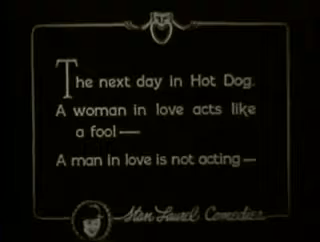 The next day in Hot Dog.
A woman in love acts like
a fool—
A man in love is not acting—
Stan Laurel Comedies